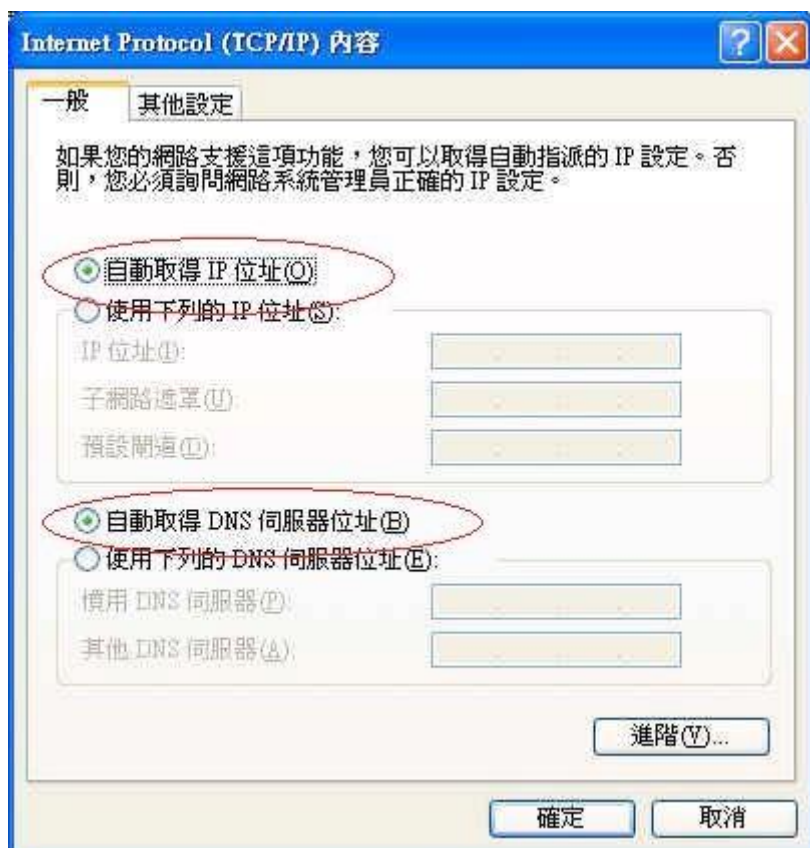 Internet Protocol (TCP/IP) 內容
一般
其他設定
如果您的網路支援這項功能，您可以取得自動指派的 IP 設定。否
則，您必須詢問網路系統管理員正確的 IP 設定。
自動取得 IP 位址(O)
使用下列的 IP 位址(S):
IP 位址(I):
子網路遮罩(U)
預設閘道(D):
自動取得 DNS 伺服器位址(B)
使用下列的 DNS 伺服器位址(E):
慣用 DNS 伺服器(P):
其他 DNS 伺服器(A)
進階(V)...
確定
取消